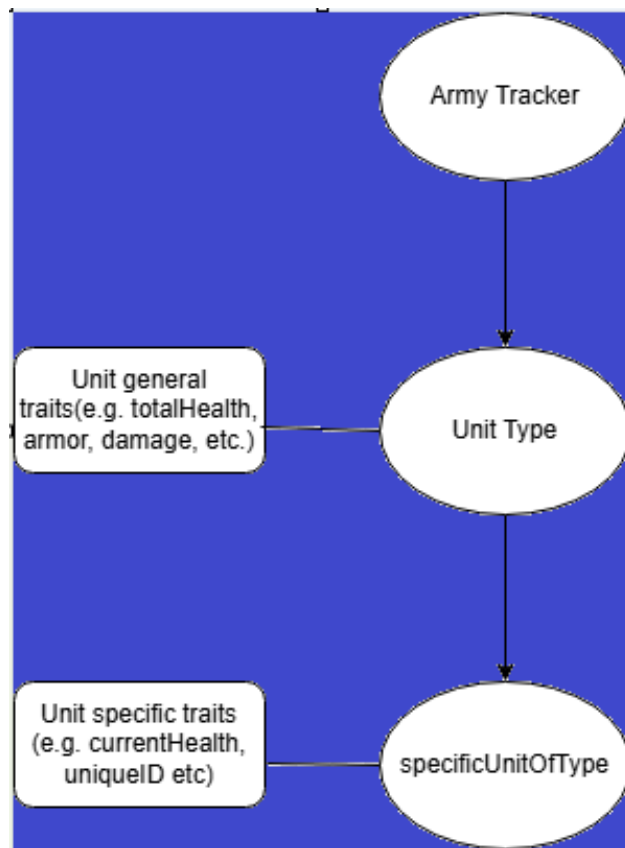 Army Tracker
Unit general
traits(e.g. totalHealth,
armor, damage, etc.)
Unit Type
Unit specific traits
(e.g. currentHealth,
uniqueID etc)
specificUnitOfType